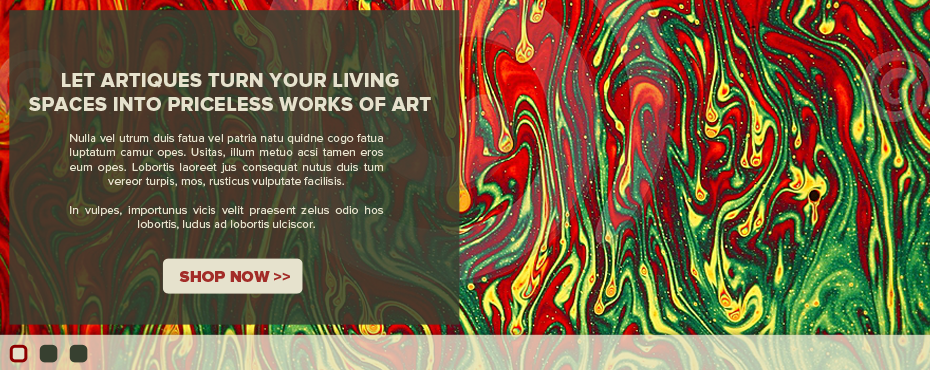 LET ARTIQUES TURN YOUR LIVING
SPACES INTO PRICELESS WORKS OF ART
Nulla vel utrum duis fatua vel patria natu quidne cogo fatua
luptatum camur opes. Usitas, illum metuo acsi tamen eros
eum opes. Lobortis laoreet jus consequat nutus duis tum
vereor turpis, mos, rusticus vulputate facilisis.
In vulpes, importunus vicis velit praesent zelus odio hos
lobortis, ludus ad lobortis ulciscor.
SHOP NOW >>